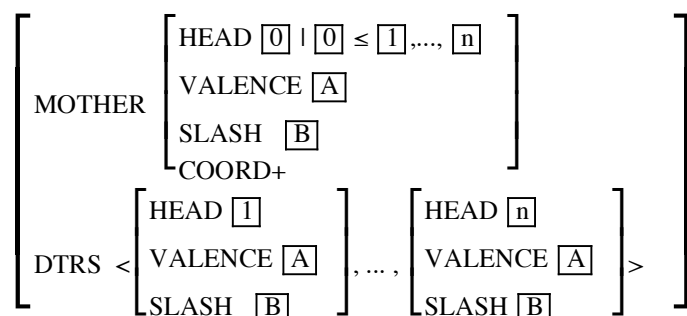 HEAD 0 | 0 ≤ 1,..., n
VALENCE A
MOTHER
SLASH B
COORD+
HEAD 1 HEAD n
DTRS < VALENCE A , ... , VALENCE A >
SLASH B SLASH B